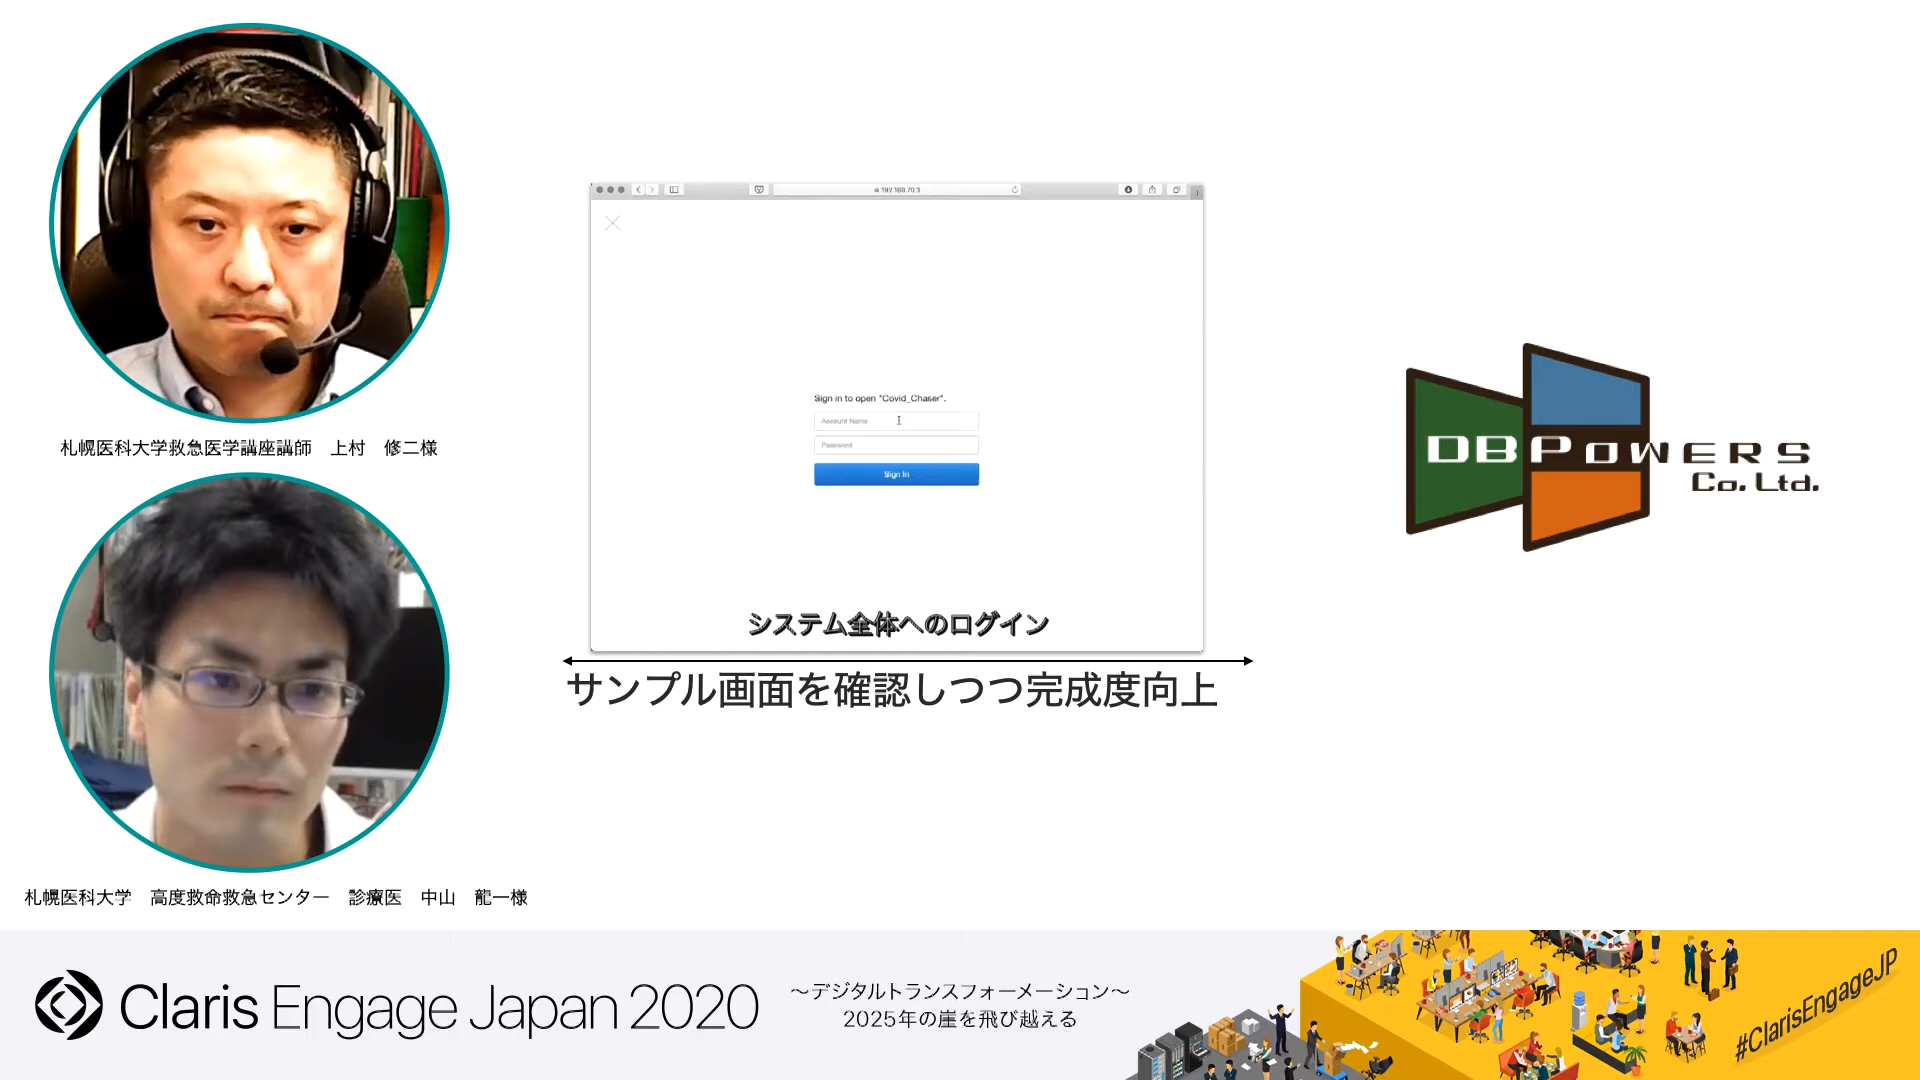 札幌医科大学救急医学講座講師　上村　修二様
札幌医科大学　高度救命救急センター　診療医　中山　龍一様
192.168.70.3
Sign in to open "Covid_Chaser".
Account Name
Password
Sign In
システム全体へのログイン
サンプル画面を確認しつつ完成度向上
DBPOWERS
Co. Ltd.
Claris Engage Japan 2020
～デジタルトランスフォーメーション～
2025年の崖を飛び越える
#ClarisEngageJP